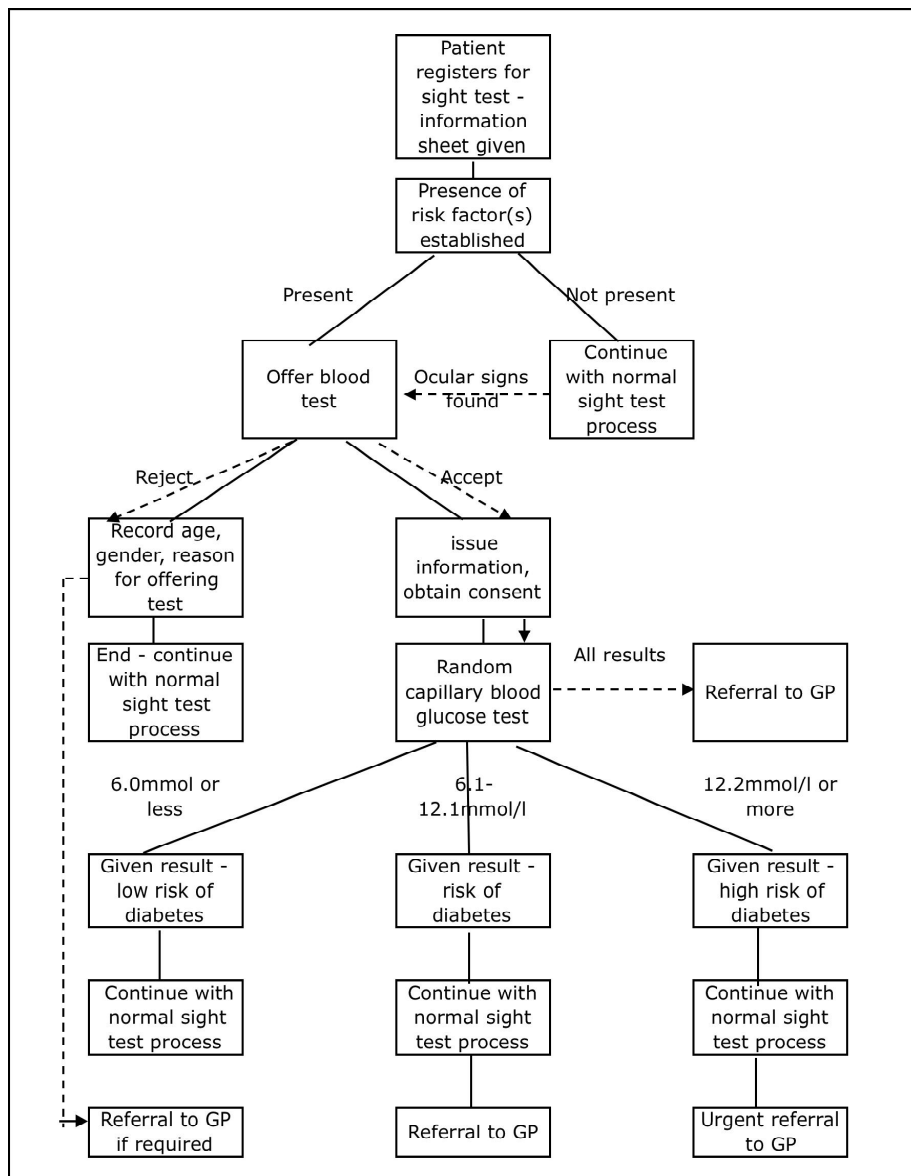 Patient
registers for
sight test -
information
sheet given
Presence of
risk factor(s)
established
Present
Not present
Offer blood
test
Ocular signs
found
Continue
with normal
sight test
process
Reject
Accept
Record age,
gender, reason
for offering
test
issue
information,
obtain consent
End - continue
with normal
sight test
process
Random
capillary blood
glucose test
All results
Referral to GP
6.0mmol or
less
6.1-
12.1mmol/l
12.2mmol/l or
more
Given result -
low risk of
diabetes
Given result -
risk of
diabetes
Given result -
high risk of
diabetes
Continue with
normal sight
test process
Continue with
normal sight
test process
Continue with
normal sight
test process
Referral to GP
if required
Referral to GP
Urgent referral
to GP